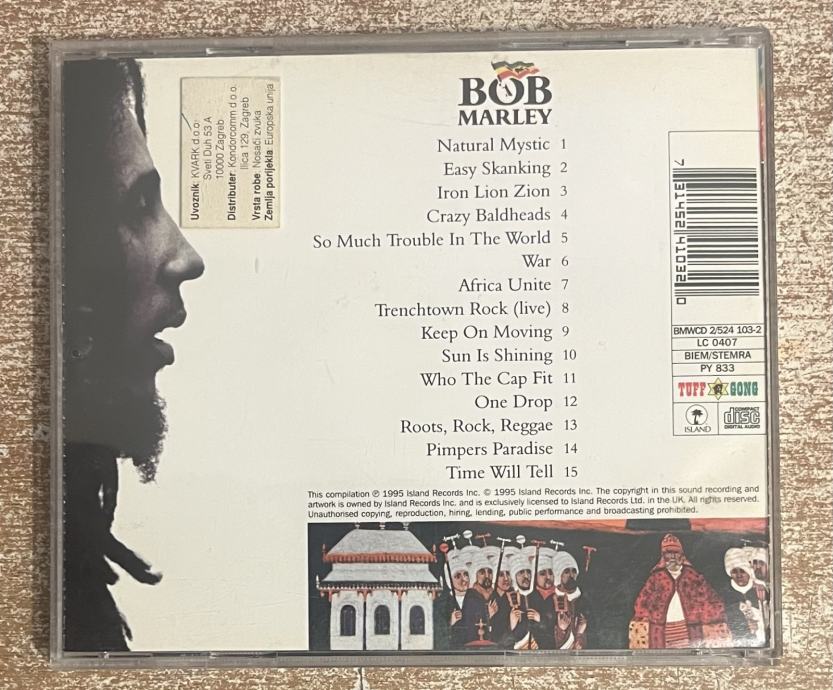 BOB
MARLEY
Natural Mystic 1
Easy Skanking 2
Iron Lion Zion 3
Crazy Baldheads 4
So Much Trouble In The World 5
War 6
Africa Unite 7
Trenchtown Rock (live) 8
Keep On Moving 9
Sun Is Shining 10
Who The Cap Fit 11
One Drop 12
Roots, Rock, Reggae 13
Pimpers Paradise 14
Time Will Tell 15
This compilation ℗ 1995 Island Records Inc. © 1995 Island Records Inc. The copyright in this sound recording and
artwork is owned by Island Records Inc. and is exclusively licensed to Island Records Ltd. in the UK. All rights reserved.
Unauthorised copying, reproduction, hiring, lending, public performance and broadcasting prohibited.
Uvoznik: KVARK d.o.o.
Sveti Duh 53 A
10000 Zagreb
Distributer: Kondorcomm d.o.o.
Ilica 129, Zagreb
Vrsta robe: Nosači zvuka
Zemlja porijekla: Europska unija
7 31452 41032 0
BMWCD 2/524 103-2
LC 0407
BIEM/STEMRA
PY 833
TUFF GONG
ISLAND
COMPACT
disc
DIGITAL AUDIO